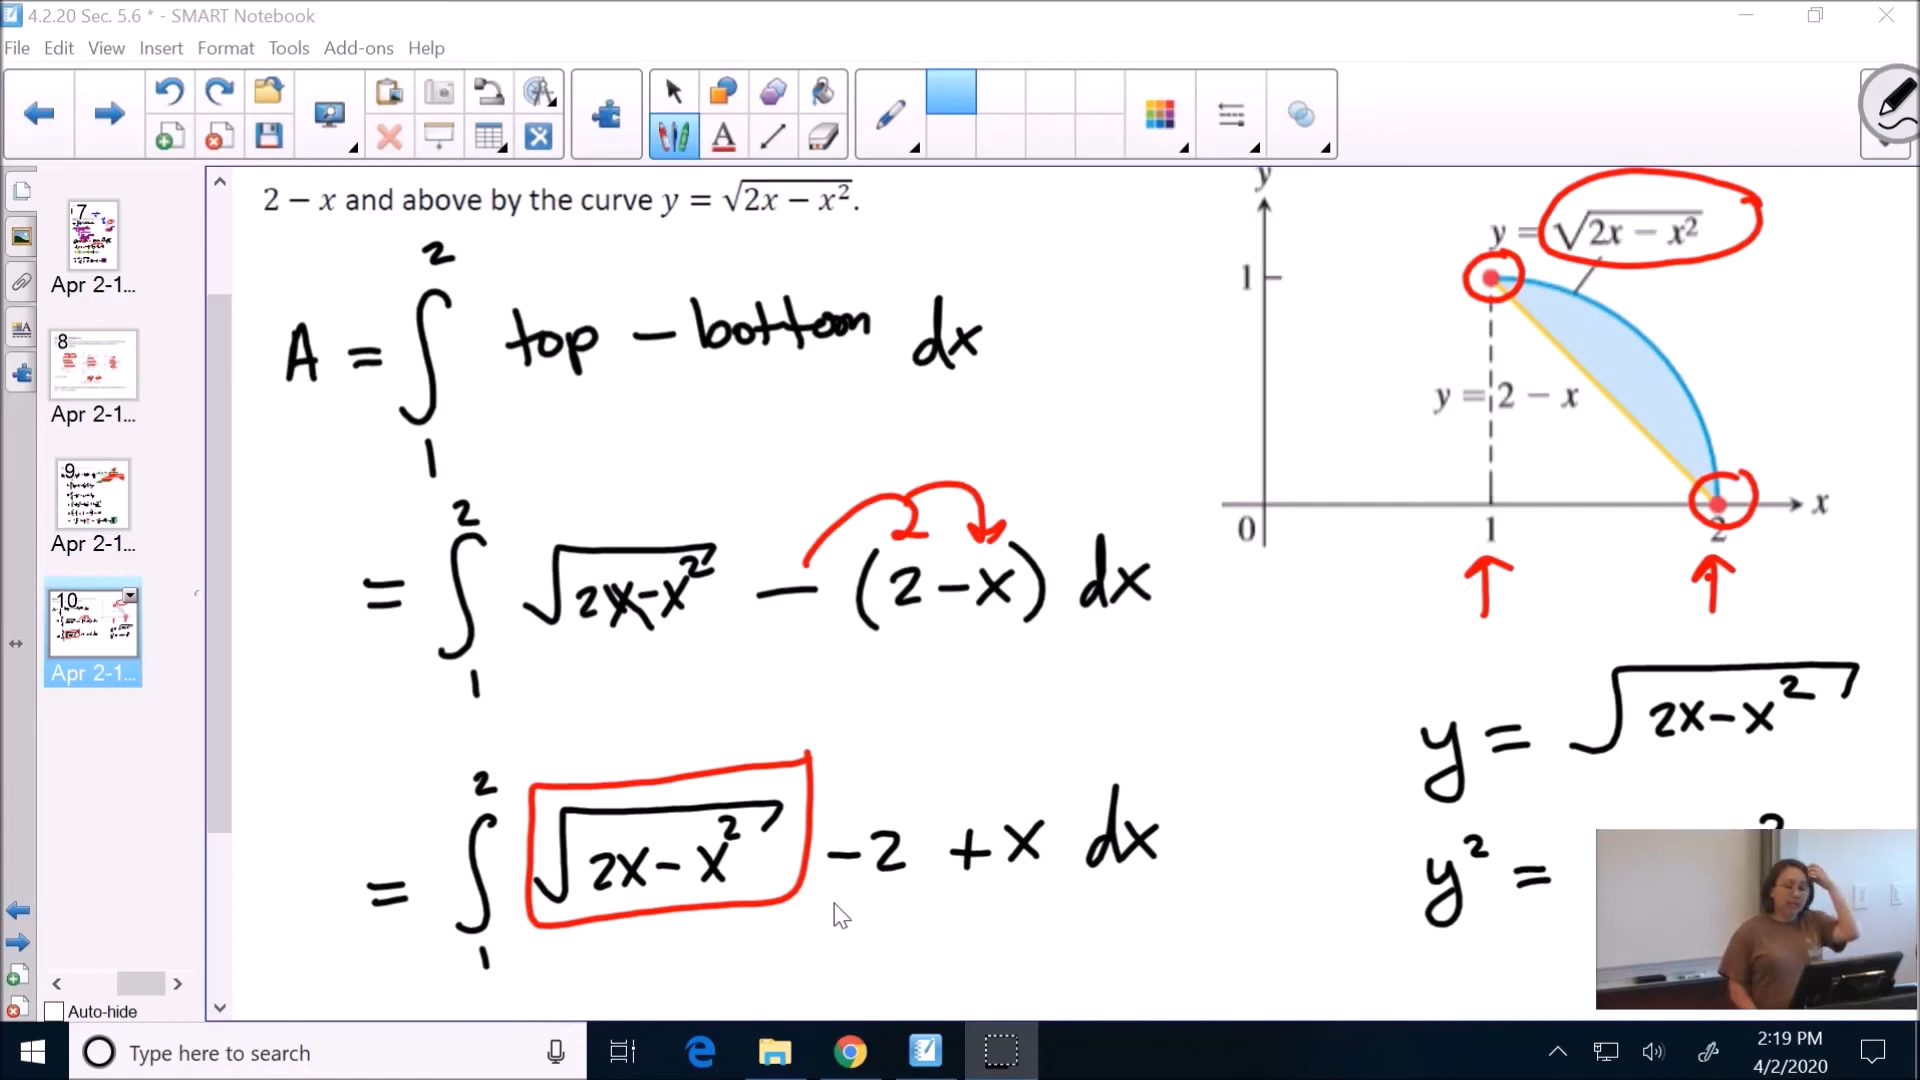 4.2.20 Sec. 5.6 * - SMART Notebook
File Edit View Insert Format Tools Add-ons Help
7
Apr 2-1...
8
Apr 2-1...
9
Apr 2-1...
10
Apr 2-1...
Auto-hide
2 − x and above by the curve y = √(2x − x²).
A = ∫₁² top − bottom dx
= ∫₁² √(2x−x²) − (2−x) dx
= ∫₁² √(2x−x²) −2 +x dx
y
y = √(2x − x²)
1
y = 2 − x
0 1 2 x
2
y = √(2x−x²)
y² =
2
Type here to search
2:19 PM
4/2/2020